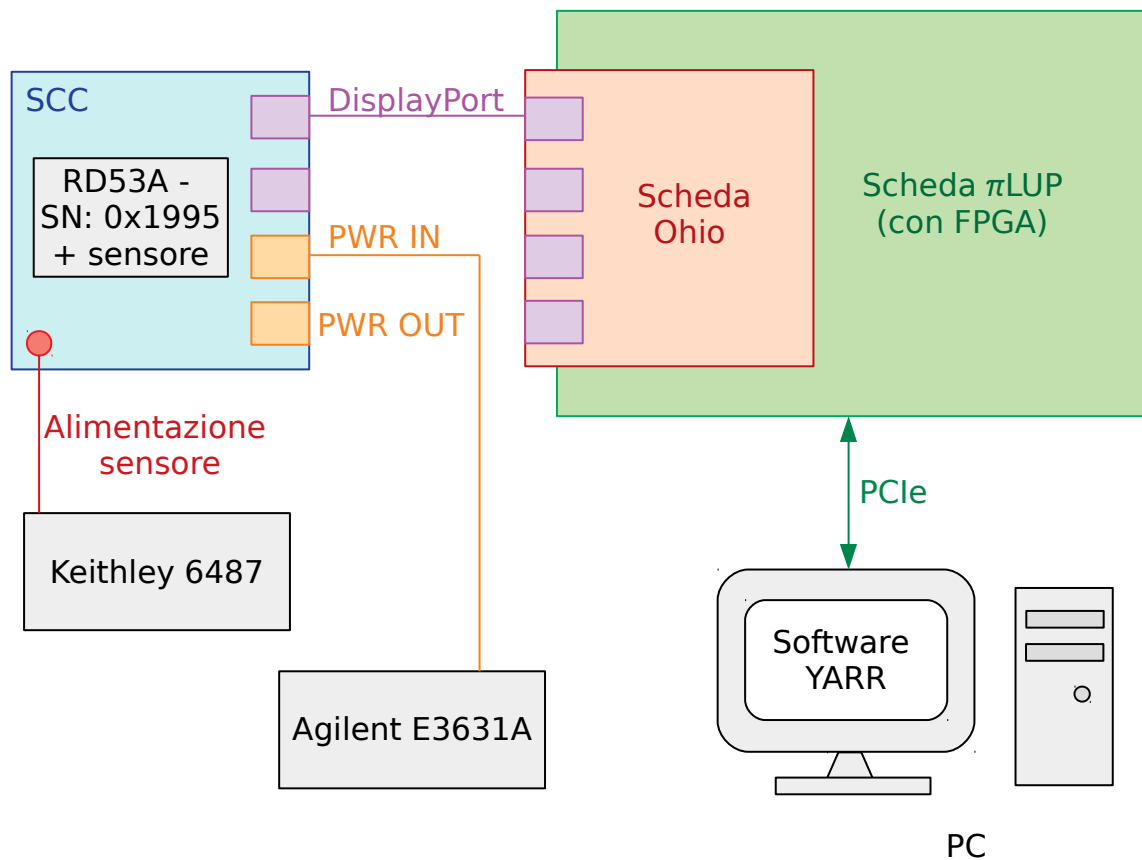 SCC
DisplayPort
RD53A -
SN: 0x1995
+ sensore
PWR IN
PWR OUT
Scheda
Ohio
Scheda πLUP
(con FPGA)
Alimentazione
sensore
PCIe
Keithley 6487
Agilent E3631A
Software
YARR
PC